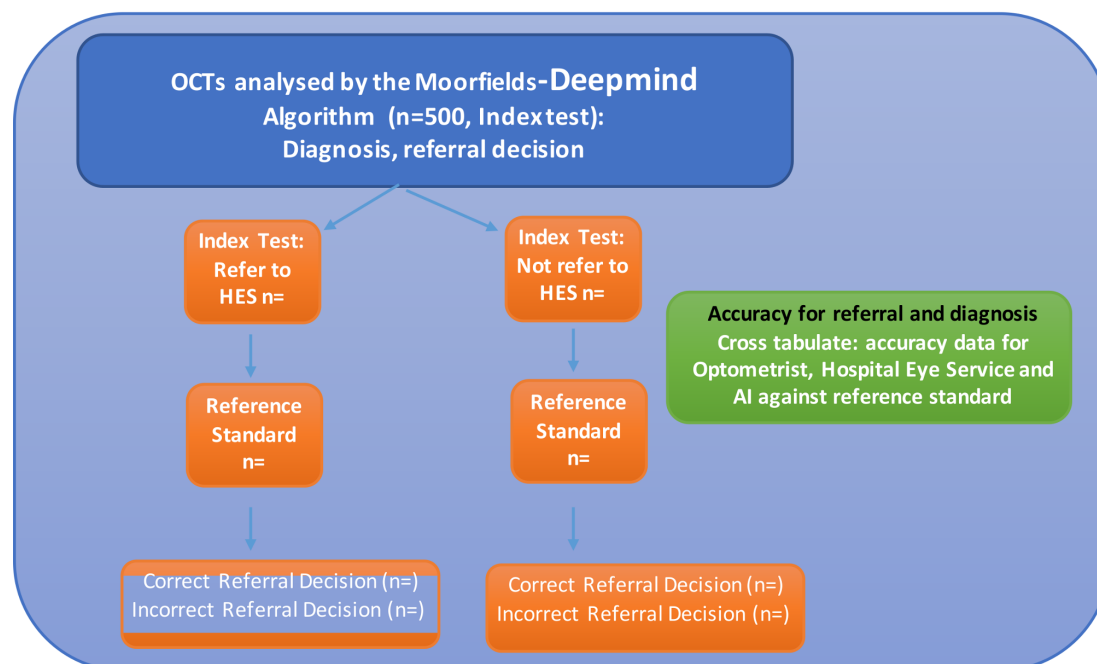 OCTs analysed by the Moorfields-Deepmind
Algorithm (n=500, Index test):
Diagnosis, referral decision
Index Test:
Refer to
HES n=
Index Test:
Not refer to
HES n=
Accuracy for referral and diagnosis
Cross tabulate: accuracy data for
Optometrist, Hospital Eye Service and
AI against reference standard
Reference
Standard
n=
Reference
Standard
n=
Correct Referral Decision (n=)
Incorrect Referral Decision (n=)
Correct Referral Decision (n=)
Incorrect Referral Decision (n=)